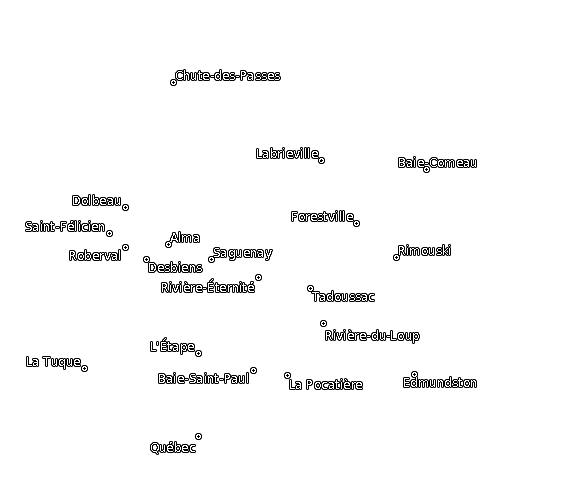 Chute-des-Passes
Labrieville
Baie-Comeau
Dolbeau
Forestville
Saint-Félicien
Alma
Roberval
Saguenay
Rimouski
Desbiens
Rivière-Éternité
Tadoussac
Rivière-du-Loup
L'Étape
La Tuque
Baie-Saint-Paul
La Pocatière
Edmundston
Québec